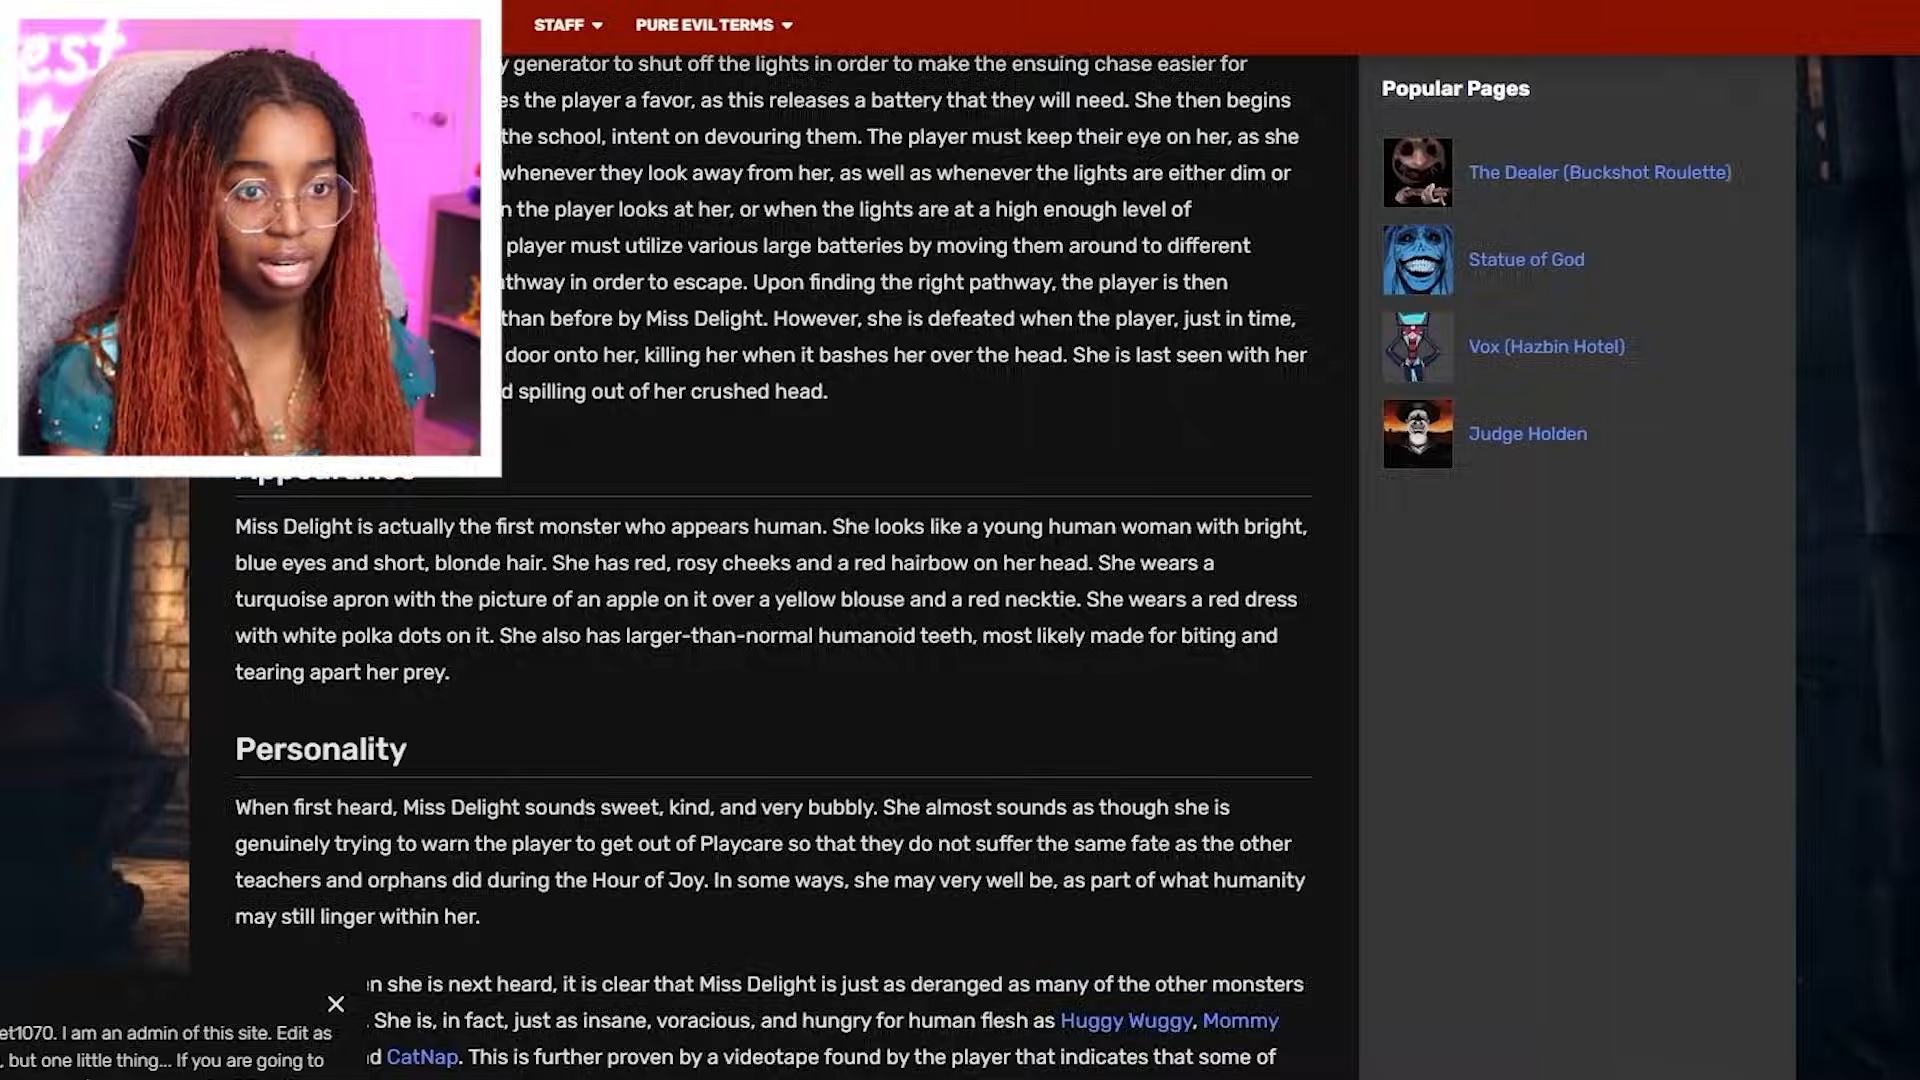 est
STAFF
PURE EVIL TERMS
y generator to shut off the lights in order to make the ensuing chase easier for
es the player a favor, as this releases a battery that they will need. She then begins
the school, intent on devouring them. The player must keep their eye on her, as she
whenever they look away from her, as well as whenever the lights are either dim or
n the player looks at her, or when the lights are at a high enough level of
player must utilize various large batteries by moving them around to different
thway in order to escape. Upon finding the right pathway, the player is then
than before by Miss Delight. However, she is defeated when the player, just in time,
door onto her, killing her when it bashes her over the head. She is last seen with her
d spilling out of her crushed head.
Appearance
Miss Delight is actually the first monster who appears human. She looks like a young human woman with bright,
blue eyes and short, blonde hair. She has red, rosy cheeks and a red hairbow on her head. She wears a
turquoise apron with the picture of an apple on it over a yellow blouse and a red necktie. She wears a red dress
with white polka dots on it. She also has larger-than-normal humanoid teeth, most likely made for biting and
tearing apart her prey.
Personality
When first heard, Miss Delight sounds sweet, kind, and very bubbly. She almost sounds as though she is
genuinely trying to warn the player to get out of Playcare so that they do not suffer the same fate as the other
teachers and orphans did during the Hour of Joy. In some ways, she may very well be, as part of what humanity
may still linger within her.
n she is next heard, it is clear that Miss Delight is just as deranged as many of the other monsters
. She is, in fact, just as insane, voracious, and hungry for human flesh as Huggy Wuggy, Mommy
d CatNap. This is further proven by a videotape found by the player that indicates that some of
et1070. I am an admin of this site. Edit as
, but one little thing... If you are going to
Popular Pages
The Dealer (Buckshot Roulette)
Statue of God
Vox (Hazbin Hotel)
Judge Holden